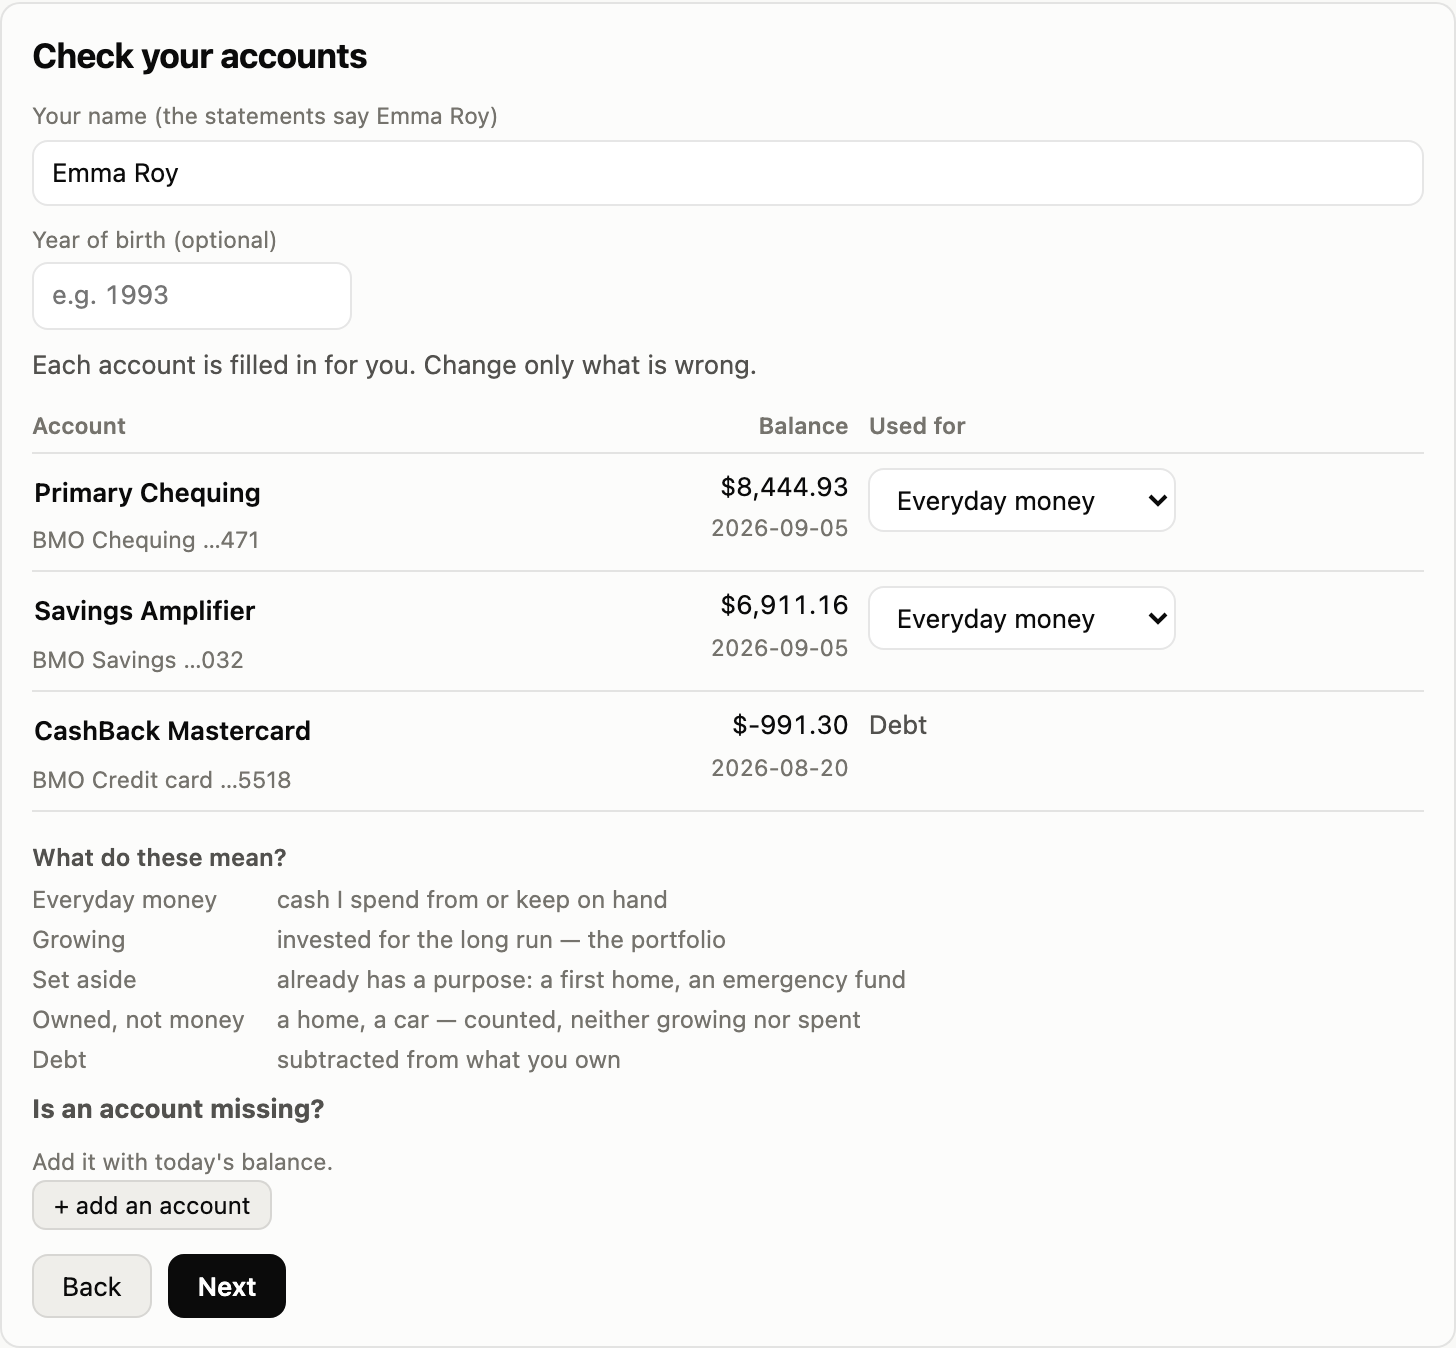 Check your accounts
Your name (the statements say Emma Roy)
Emma Roy
Year of birth (optional)
e.g. 1993
Each account is filled in for you. Change only what is wrong.
Account Balance Used for
Primary Chequing $8,444.93 Everyday money
BMO Chequing ...471 2026-09-05
Savings Amplifier $6,911.16 Everyday money
BMO Savings ...032 2026-09-05
CashBack Mastercard $-991.30 Debt
BMO Credit card ...5518 2026-08-20
What do these mean?
Everyday money cash I spend from or keep on hand
Growing invested for the long run — the portfolio
Set aside already has a purpose: a first home, an emergency fund
Owned, not money a home, a car — counted, neither growing nor spent
Debt subtracted from what you own
Is an account missing?
Add it with today's balance.
+ add an account
Back Next